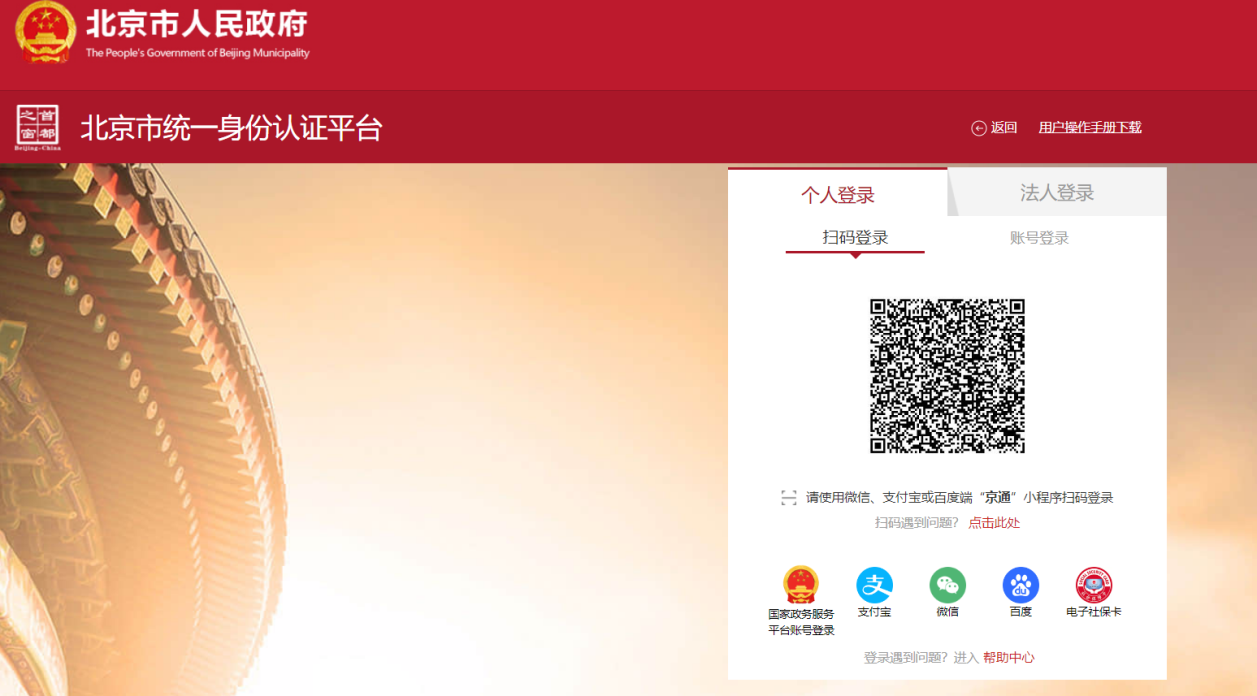 北京市人民政府
The People's Government of Beijing Municipality
首都之窗
Beijing-China
北京市统一身份认证平台
返回 用户操作手册下载
个人登录 法人登录
扫码登录 账号登录
请使用微信、支付宝或百度端“京通”小程序扫码登录
扫码遇到问题? 点击此处
支
du
国家政务服务平台账号登录 支付宝 微信 百度 电子社保卡
登录遇到问题? 进入 帮助中心